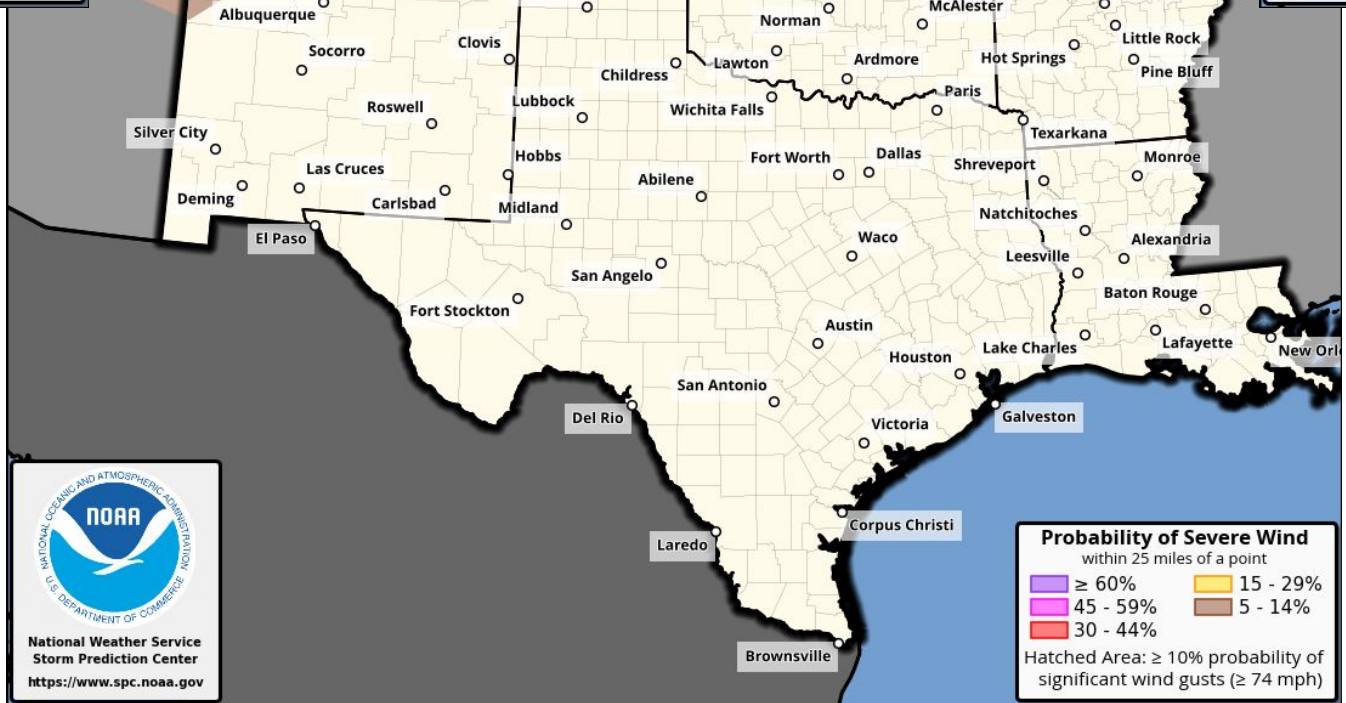 Albuquerque
McAlester
Norman
Socorro
Clovis
Little Rock
Lawton
Ardmore
Hot Springs
Childress
Pine Bluff
Roswell
Lubbock
Wichita Falls
Paris
Silver City
Texarkana
Hobbs
Fort Worth
Dallas
Monroe
Las Cruces
Shreveport
Abilene
Deming
Carlsbad
Midland
Natchitoches
El Paso
Waco
Alexandria
San Angelo
Leesville
Baton Rouge
Fort Stockton
Austin
Houston
Lake Charles
Lafayette
New Orl
San Antonio
Del Rio
Victoria
Galveston
Corpus Christi
Laredo
Brownsville
NATIONAL OCEANIC AND ATMOSPHERIC ADMINISTRATION
NOAA
U.S. DEPARTMENT OF COMMERCE
National Weather Service
Storm Prediction Center
https://www.spc.noaa.gov
Probability of Severe Wind
within 25 miles of a point
≥ 60%
15 - 29%
45 - 59%
5 - 14%
30 - 44%
Hatched Area: ≥ 10% probability of
significant wind gusts (≥ 74 mph)